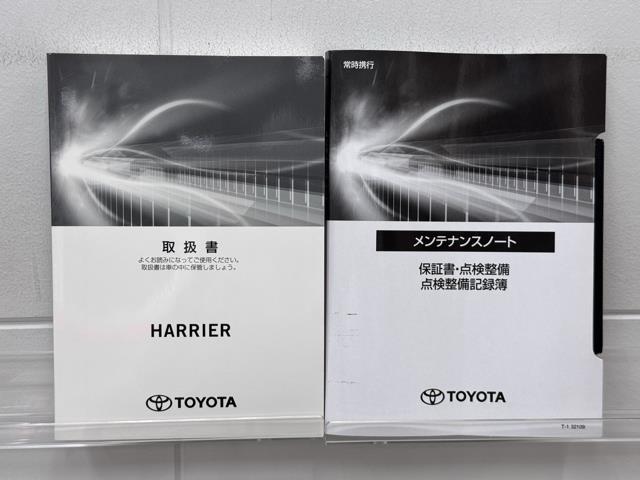 取扱書
よくお読みになってご使用ください。
取扱書は車の中に保管しましょう。
HARRIER
TOYOTA
常時携行
メンテナンスノート
保証書・点検整備
点検整備記録簿
TOYOTA